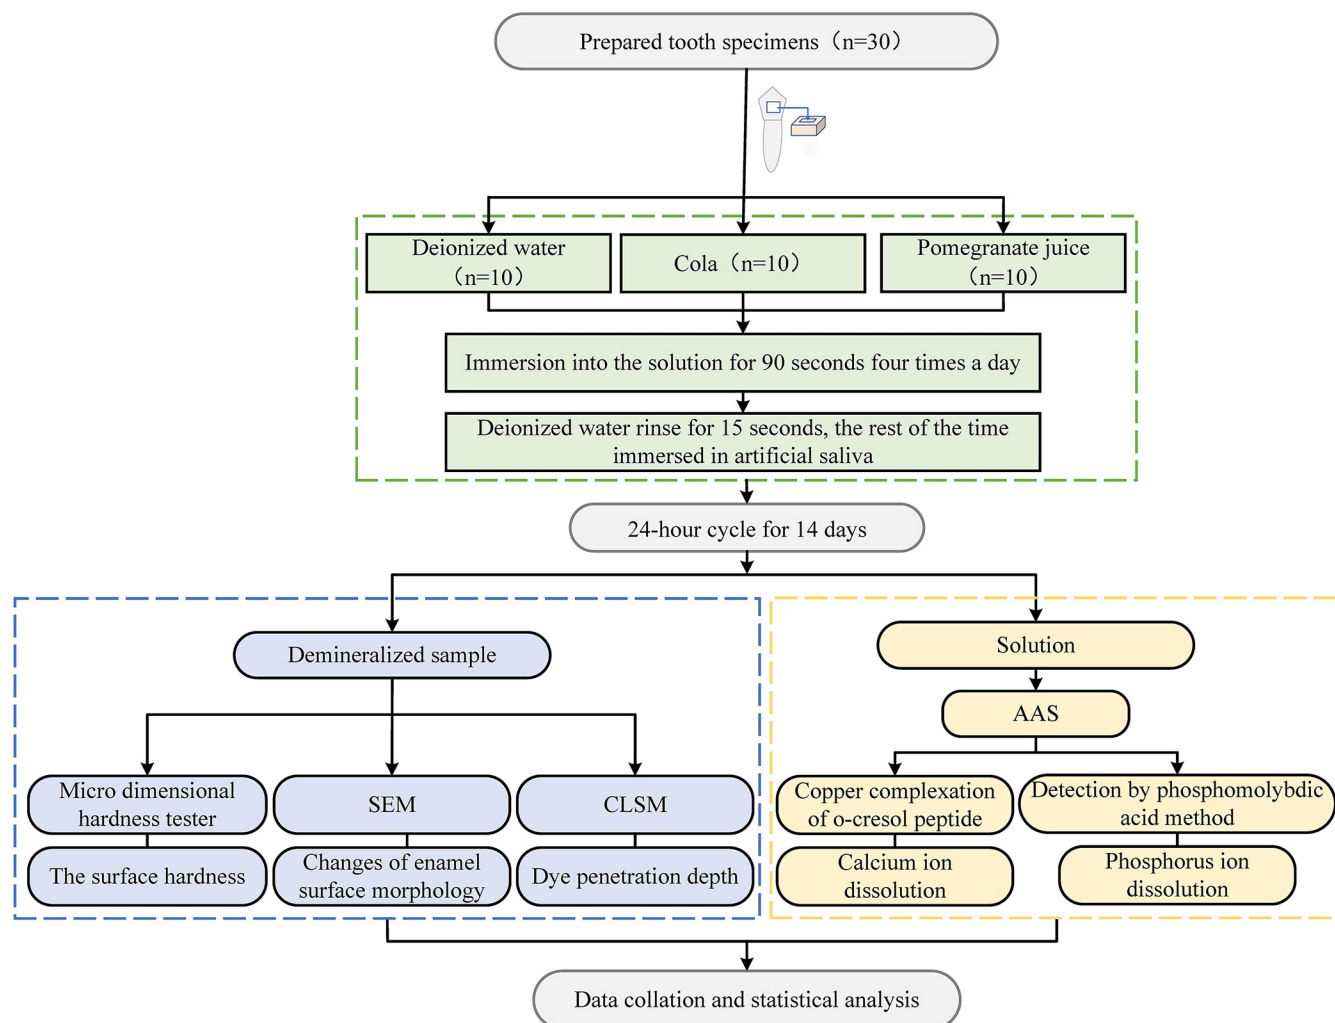 Prepared tooth specimens（n=30）
Deionized water
（n=10）
Cola（n=10）
Pomegranate juice
（n=10）
Immersion into the solution for 90 seconds four times a day
Deionized water rinse for 15 seconds, the rest of the time
immersed in artificial saliva
24-hour cycle for 14 days
Demineralized sample
Micro dimensional
hardness tester
SEM
CLSM
The surface hardness
Changes of enamel
surface morphology
Dye penetration depth
Solution
AAS
Copper complexation
of o-cresol peptide
Detection by phosphomolybdic
acid method
Calcium ion
dissolution
Phosphorus ion
dissolution
Data collation and statistical analysis